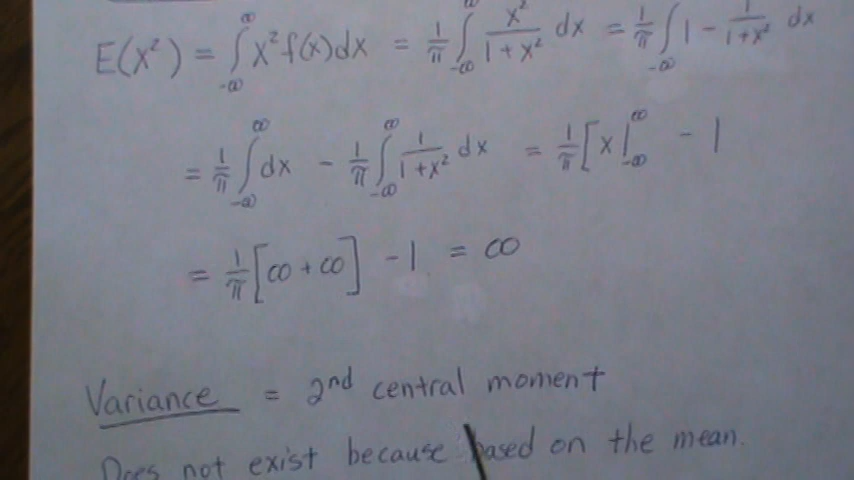 E(X²) = ∫_{-∞}^{∞} x² f(x) dx = 1/π ∫_{-∞}^{∞} x²/(1 + x²) dx = 1/π ∫_{-∞} 1 - 1/(1+x²) dx
= 1/π ∫_{-∞}^{∞} dx - 1/π ∫_{-∞}^{∞} 1/(1+x²) dx = 1/π [x|_{-∞}^{∞} - 1
= 1/π [∞ + ∞] - 1 = ∞
Variance = 2nd central moment
Does not exist because based on the mean.